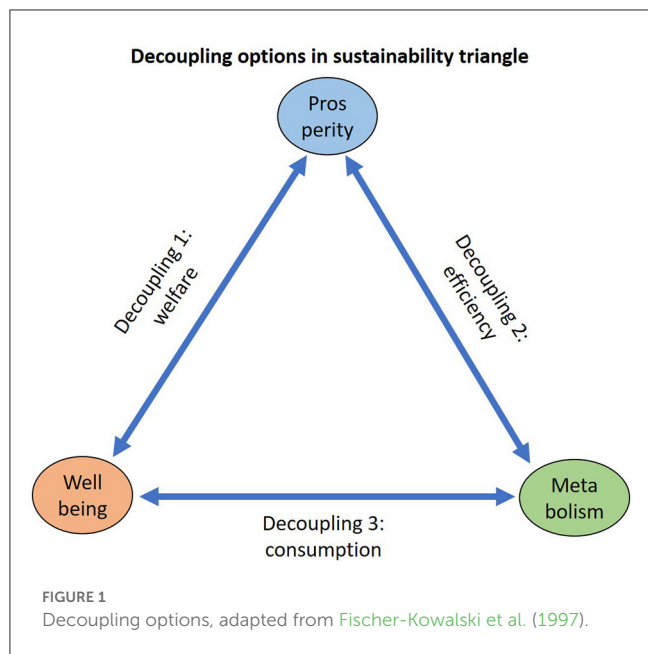 Decoupling options in sustainability triangle
Pros
perity
Decoupling 1:
welfare
Decoupling 2:
efficiency
Well
being
Meta
bolism
Decoupling 3:
consumption
FIGURE 1
Decoupling options, adapted from Fischer-Kowalski et al. (1997).